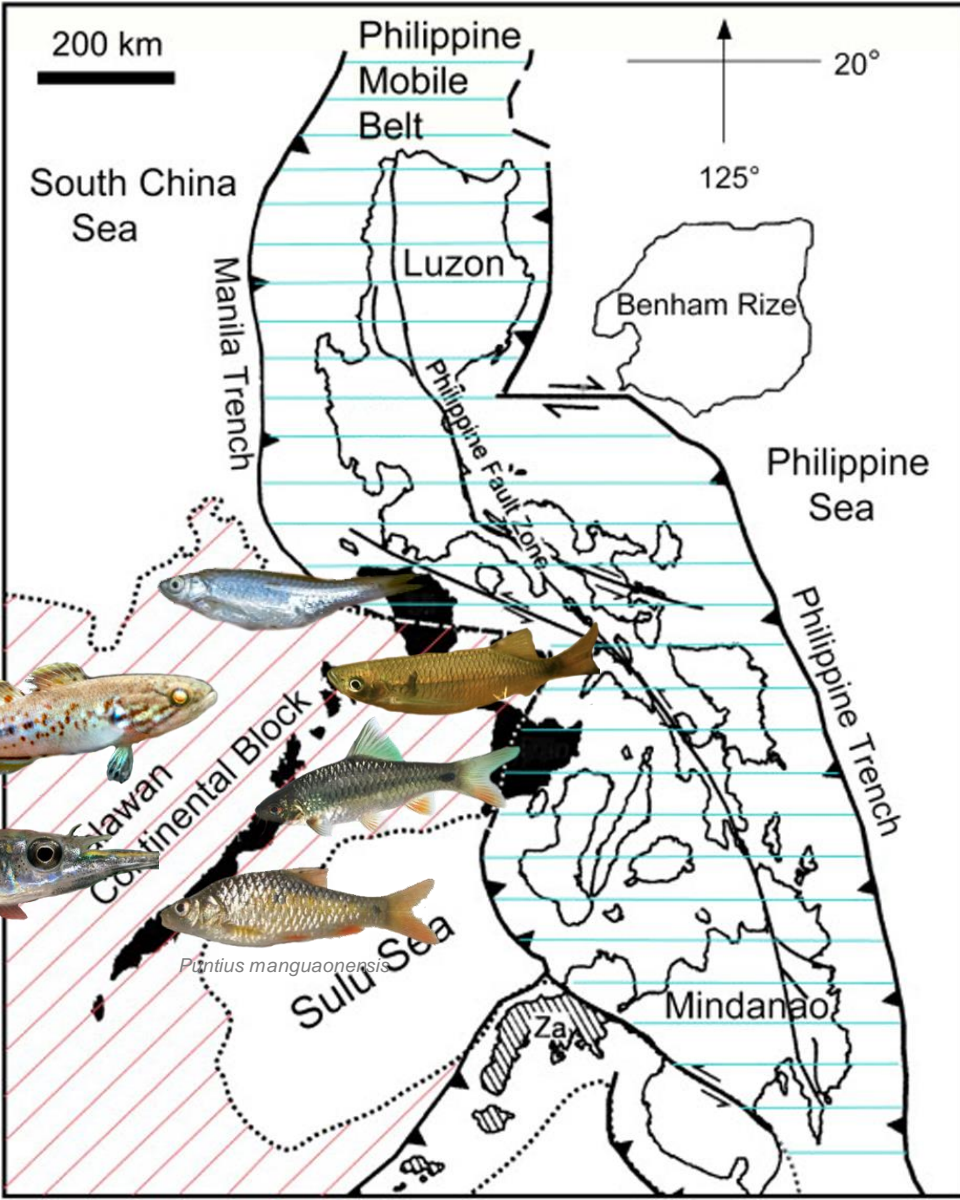 200 km
Philippine
Mobile
Belt
20°
125°
South China
Sea
Luzon
Manila Trench
Benham Rize
Philippine Fault Zone
Philippine
Sea
Philippine Trench
Continental Block
Puntius manguaonensis
Sulu Sea
Mindanao
Za